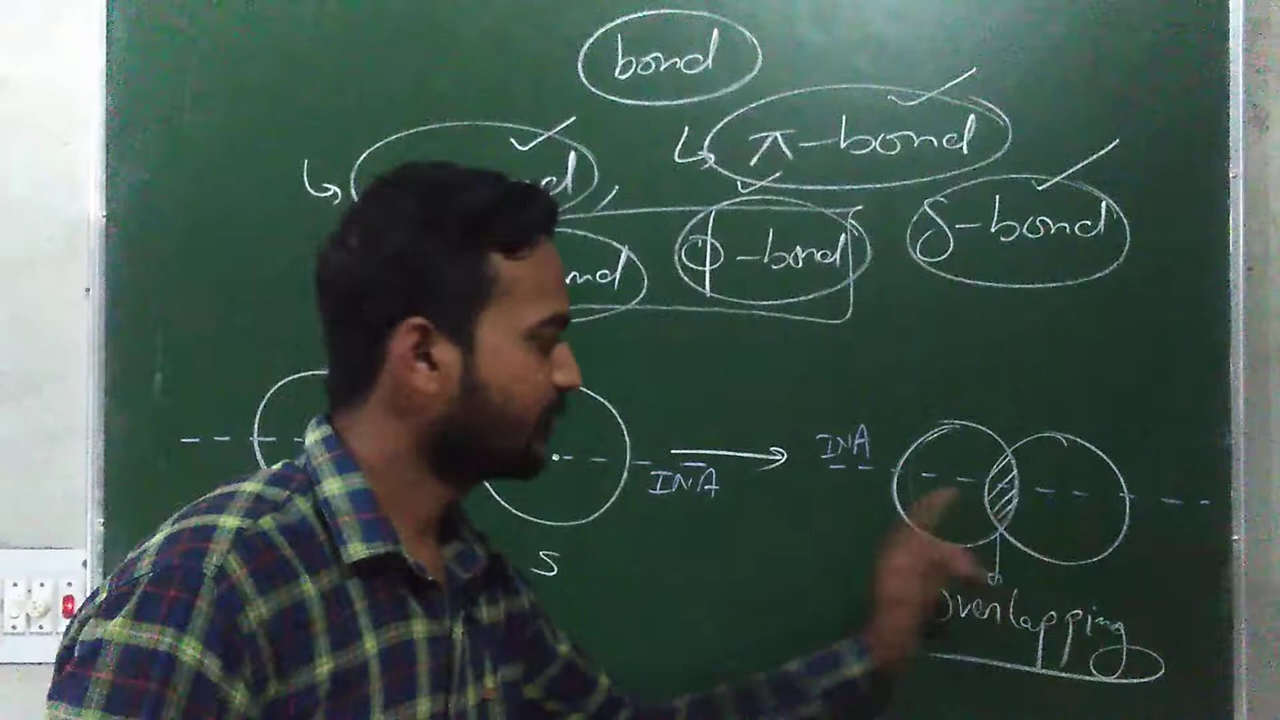 bond
π-bond
ϕ-bond
δ-bond
INA
INA
S
overlapping